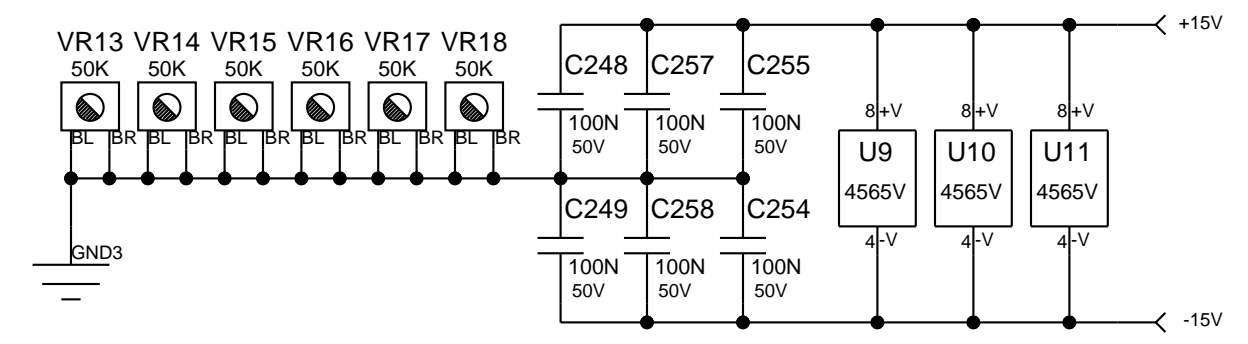 +15V
VR13 VR14 VR15 VR16 VR17 VR18
50K 50K 50K 50K 50K 50K
C248 C257 C255
100N 100N 100N
50V 50V 50V
8 +V 8 +V 8 +V
BL BR BL BR BL BR BL BR BL BR BL BR
U9 U10 U11
4565V 4565V 4565V
C249 C258 C254
4 -V 4 -V 4 -V
GND3
100N 100N 100N
50V 50V 50V
-15V